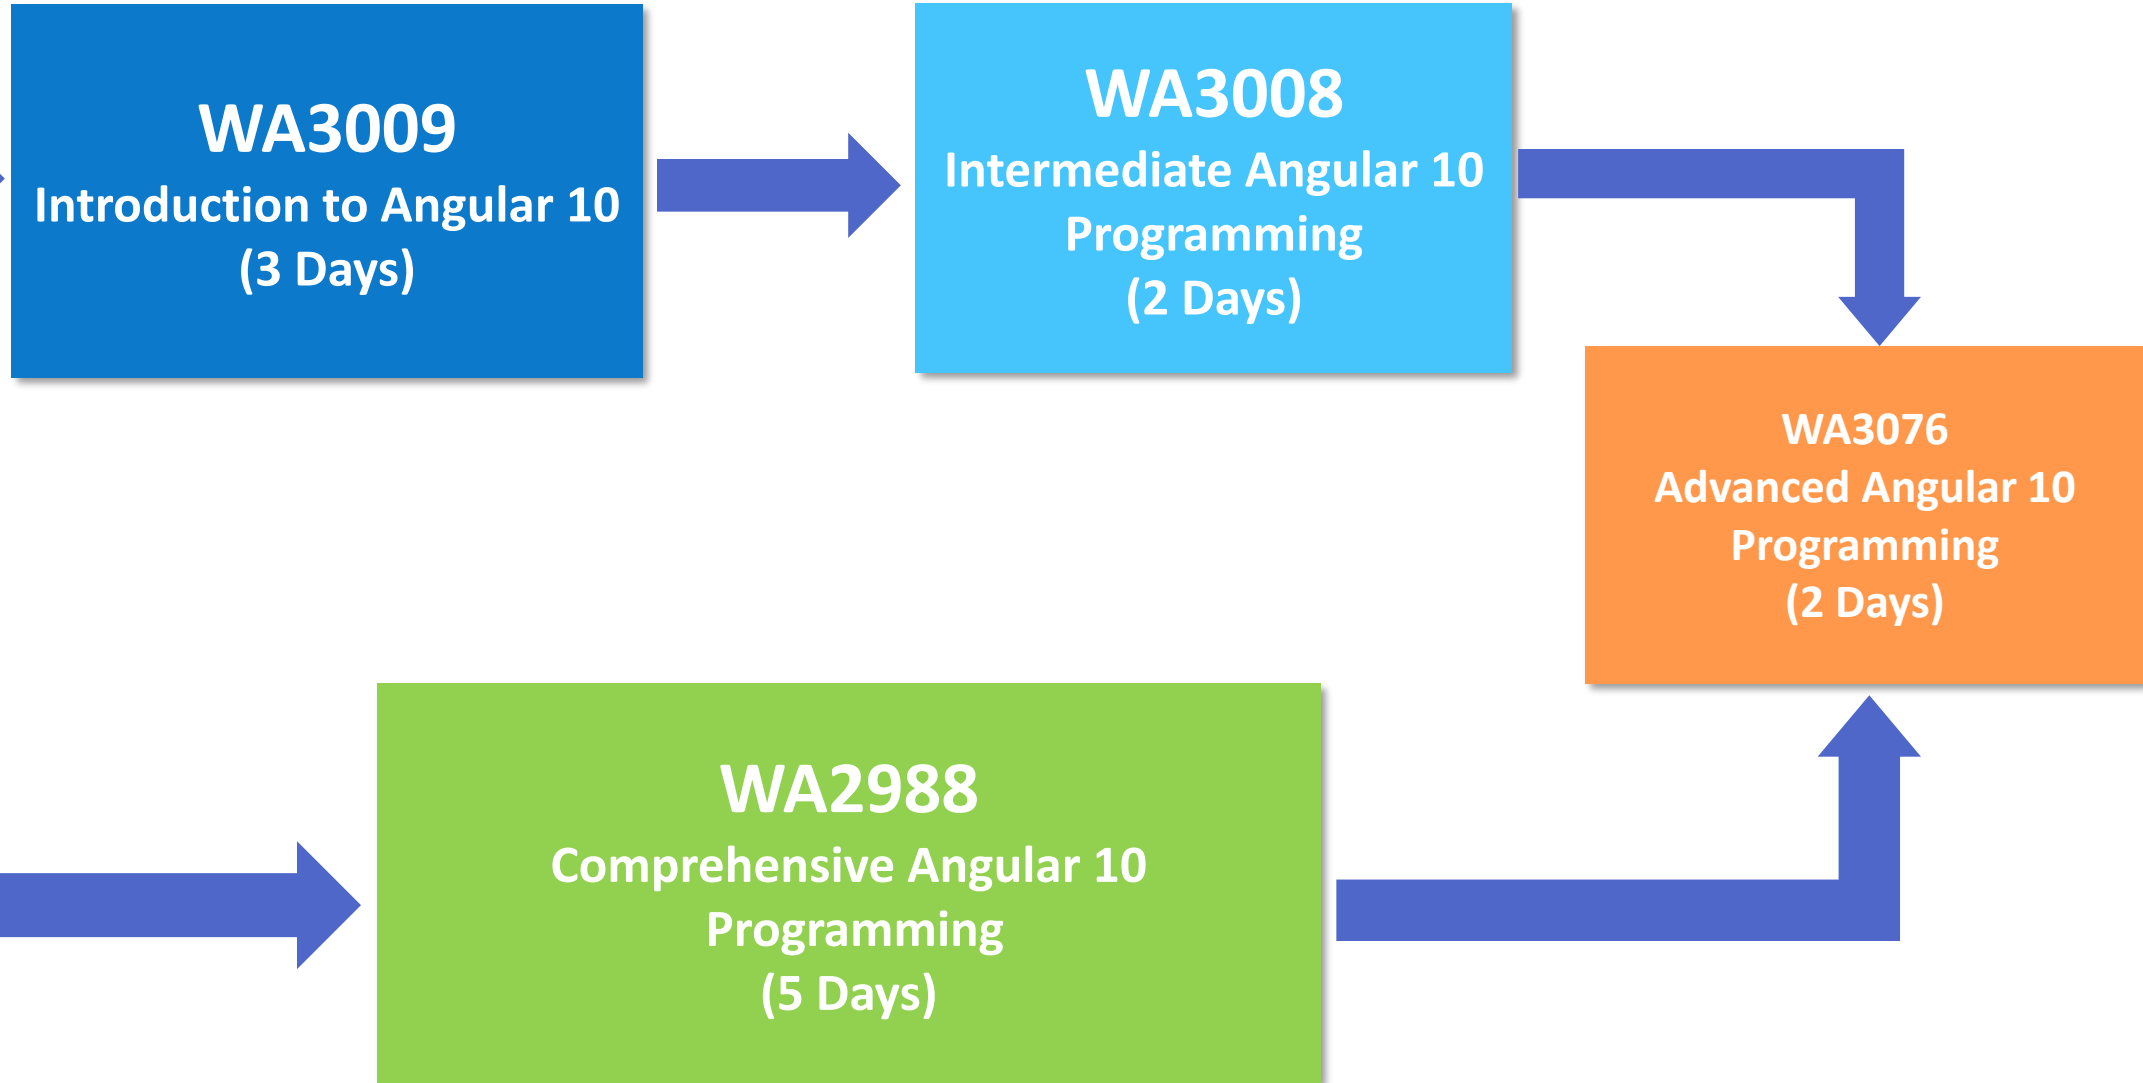 WA3009
Introduction to Angular 10
(3 Days)
WA3008
Intermediate Angular 10
Programming
(2 Days)
WA3076
Advanced Angular 10
Programming
(2 Days)
WA2988
Comprehensive Angular 10
Programming
(5 Days)